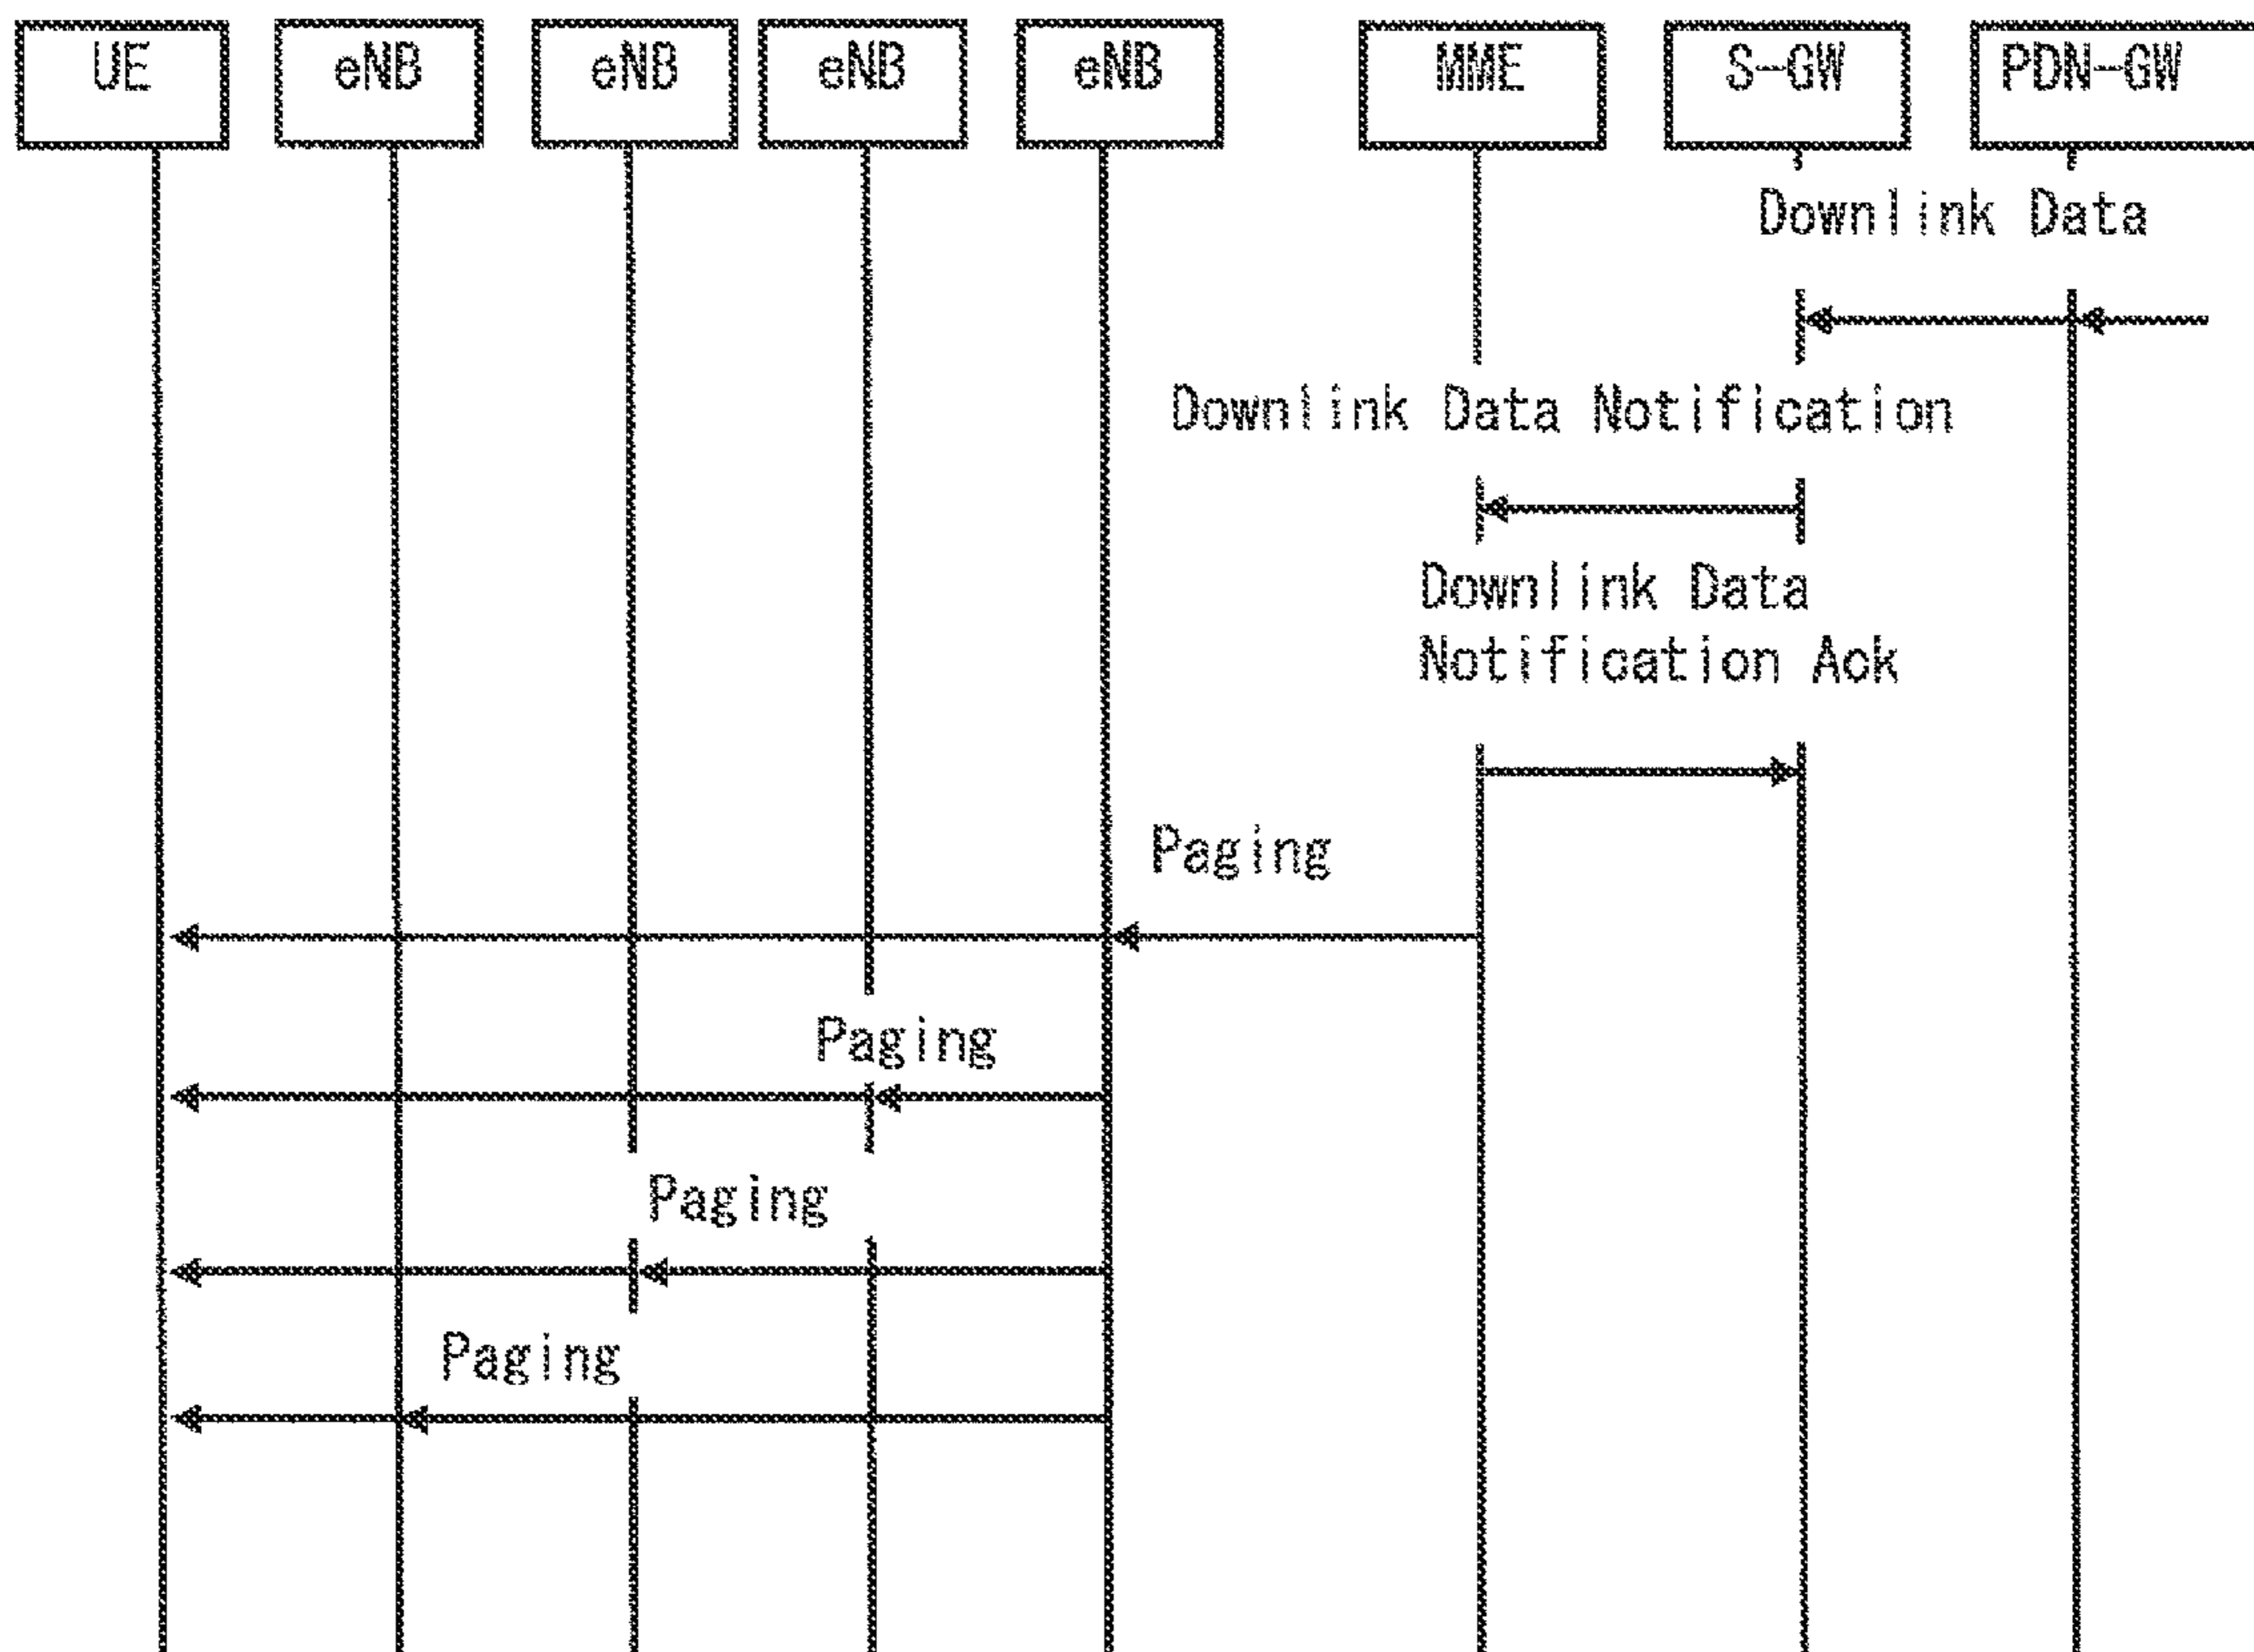 UE
eNB
eNB
eNB
eNB
MME
S-GW
PDN-GW
Downlink Data
Downlink Data Notification
Downlink Data
Notification Ack
Paging
Paging
Paging
Paging